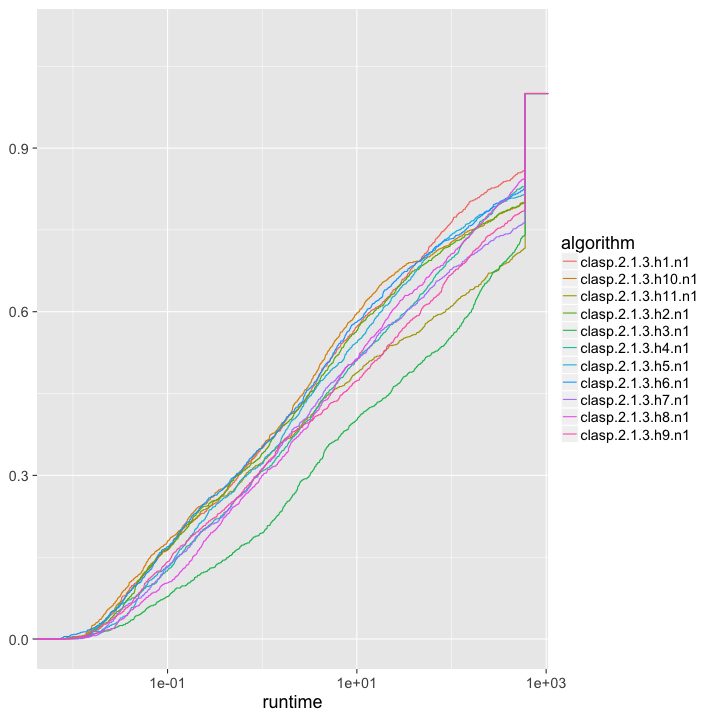 0.9
0.6
0.3
0.0
1e-01
1e+01
1e+03
runtime
algorithm
clasp.2.1.3.h1.n1
clasp.2.1.3.h10.n1
clasp.2.1.3.h11.n1
clasp.2.1.3.h2.n1
clasp.2.1.3.h3.n1
clasp.2.1.3.h4.n1
clasp.2.1.3.h5.n1
clasp.2.1.3.h6.n1
clasp.2.1.3.h7.n1
clasp.2.1.3.h8.n1
clasp.2.1.3.h9.n1